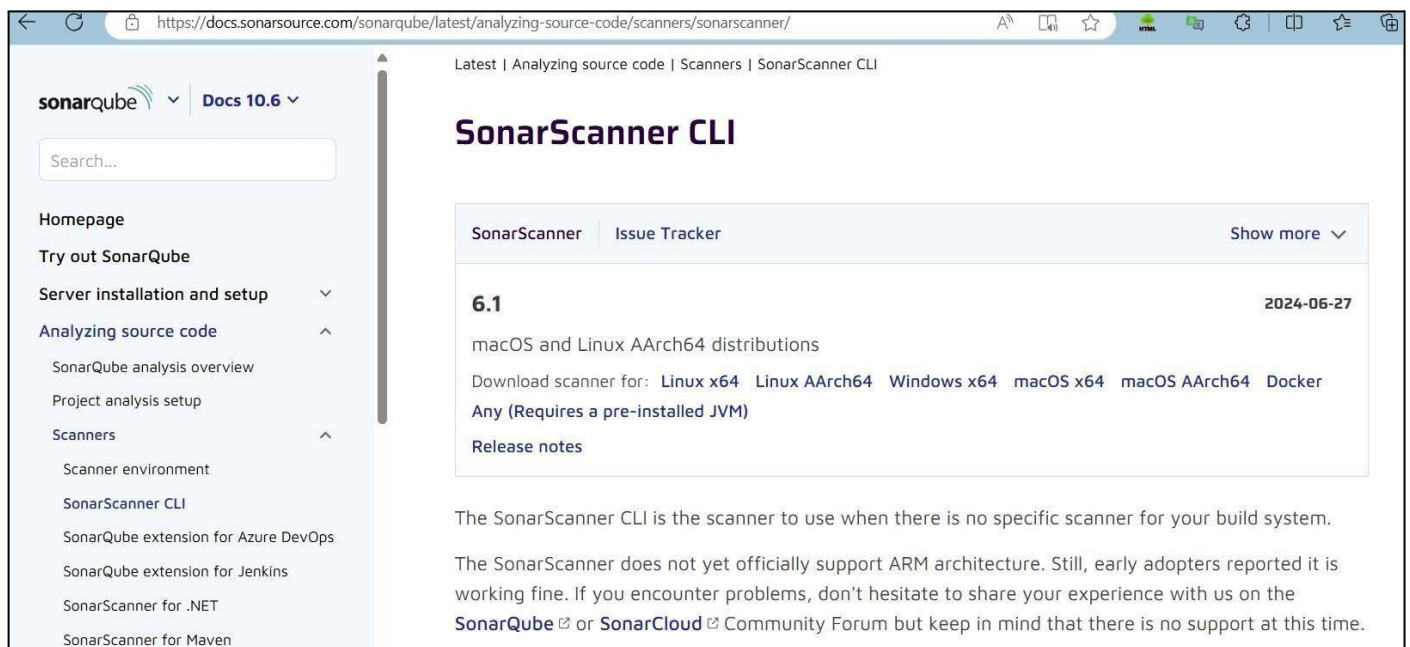 https://docs.sonarsource.com/sonarqube/latest/analyzing-source-code/scanners/sonarscanner/
sonarqube
Docs 10.6
Search...
Homepage
Try out SonarQube
Server installation and setup
Analyzing source code
SonarQube analysis overview
Project analysis setup
Scanners
Scanner environment
SonarScanner CLI
SonarQube extension for Azure DevOps
SonarQube extension for Jenkins
SonarScanner for .NET
SonarScanner for Maven
Latest | Analyzing source code | Scanners | SonarScanner CLI
SonarScanner CLI
SonarScanner Issue Tracker Show more
6.1 2024-06-27
macOS and Linux AArch64 distributions
Download scanner for: Linux x64 Linux AArch64 Windows x64 macOS x64 macOS AArch64 Docker
Any (Requires a pre-installed JVM)
Release notes
The SonarScanner CLI is the scanner to use when there is no specific scanner for your build system.
The SonarScanner does not yet officially support ARM architecture. Still, early adopters reported it is
working fine. If you encounter problems, don't hesitate to share your experience with us on the
SonarQube or SonarCloud Community Forum but keep in mind that there is no support at this time.